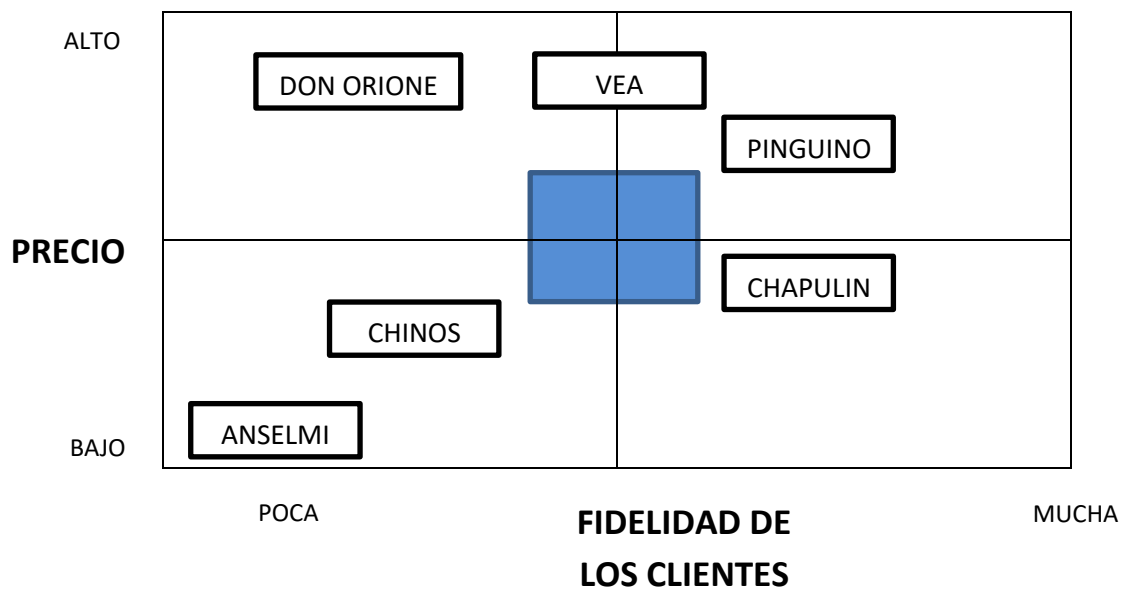 ALTO
DON ORIONE
VEA
PINGUINO
PRECIO
CHAPULIN
CHINOS
ANSELMI
BAJO
POCA
FIDELIDAD DE
LOS CLIENTES
MUCHA